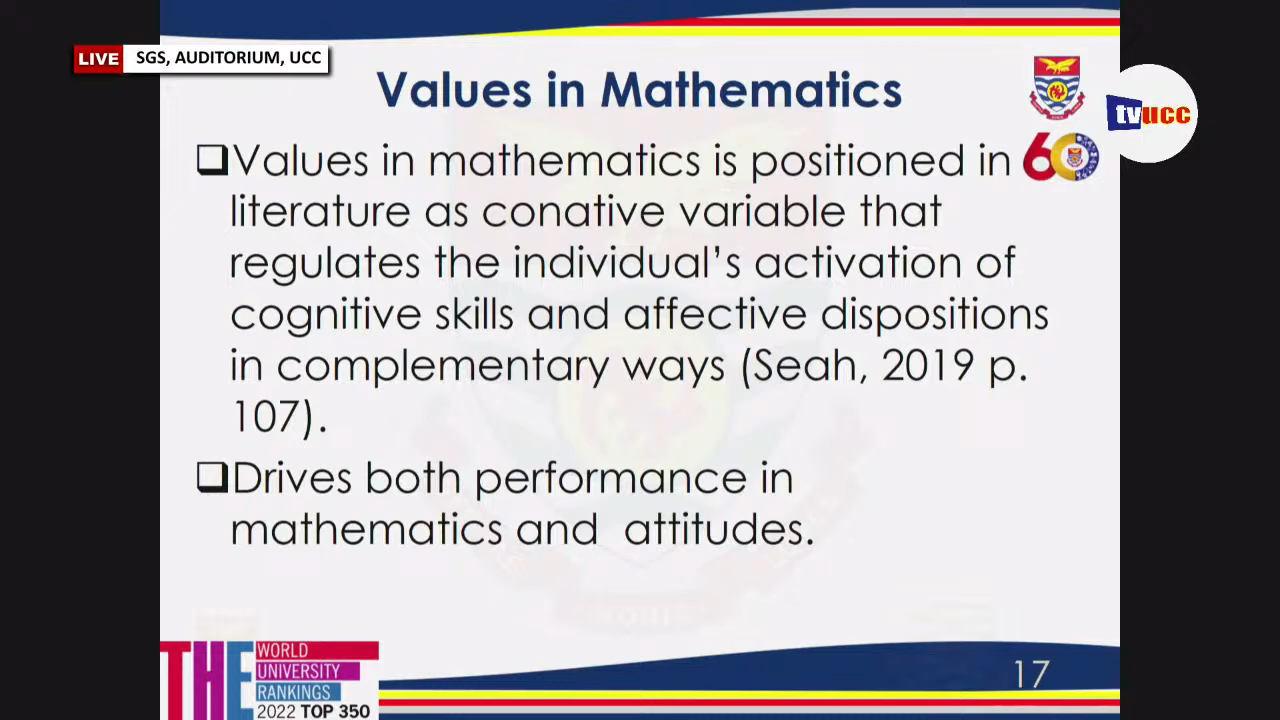 LIVE SGS, AUDITORIUM, UCC
Values in Mathematics
tvucc
60
❑Values in mathematics is positioned in
literature as conative variable that
regulates the individual’s activation of
cognitive skills and affective dispositions
in complementary ways (Seah, 2019 p.
107).
❑Drives both performance in
mathematics and  attitudes.
THE
WORLD
UNIVERSITY
RANKINGS
2022 TOP 350
17